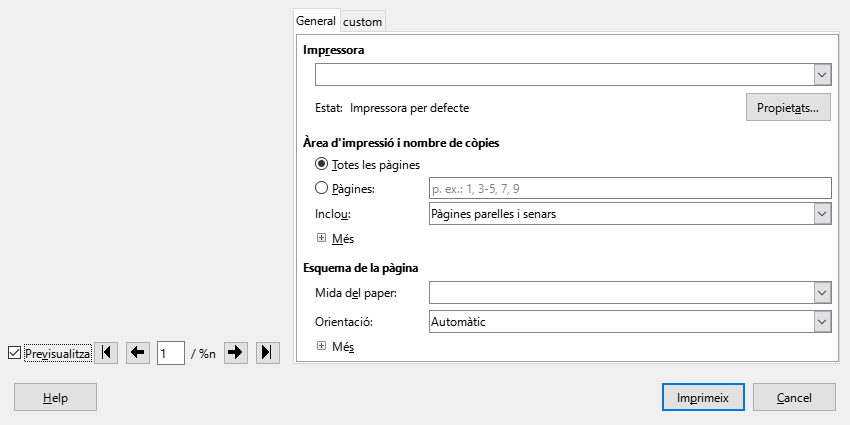 General custom
Impressora
Estat: Impressora per defecte Propietats...
Àrea d'impressió i nombre de còpies
Totes les pàgines
Pàgines: p. ex.: 1, 3-5, 7, 9
Inclou: Pàgines parelles i senars
Més
Esquema de la pàgina
Mida del paper:
Orientació: Automàtic
Més
Previsualitza 1 / %n
Help Imprimeix Cancel